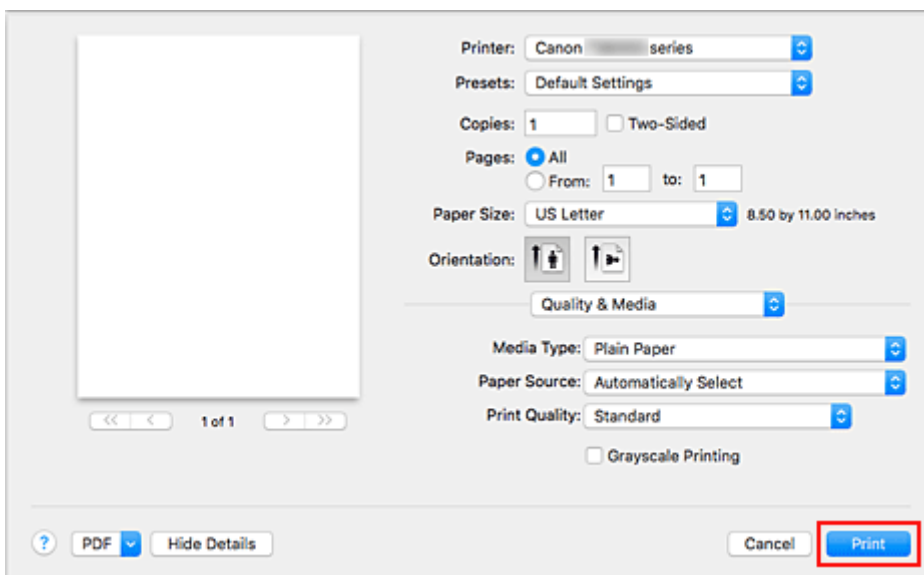 Printer: Canon series
Presets: Default Settings
Copies: 1 Two-Sided
Pages: All
From: 1 to: 1
Paper Size: US Letter 8.50 by 11.00 inches
Orientation:
Quality & Media
Media Type: Plain Paper
Paper Source: Automatically Select
Print Quality: Standard
Grayscale Printing
<< < 1 of 1 > >>
? PDF Hide Details Cancel Print